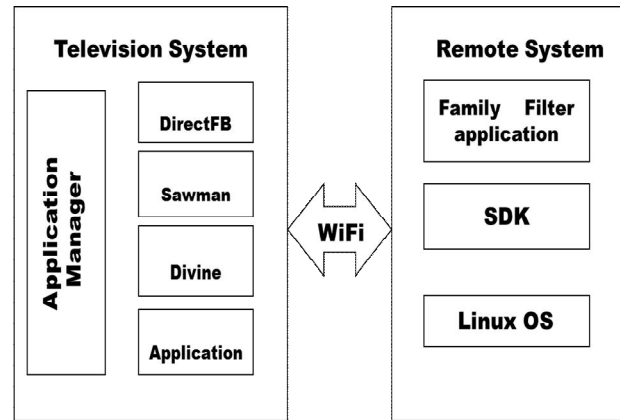 Television System
Application
Manager
DirectFB
Sawman
Divine
Application
WiFi
Remote System
Family Filter
application
SDK
Linux OS